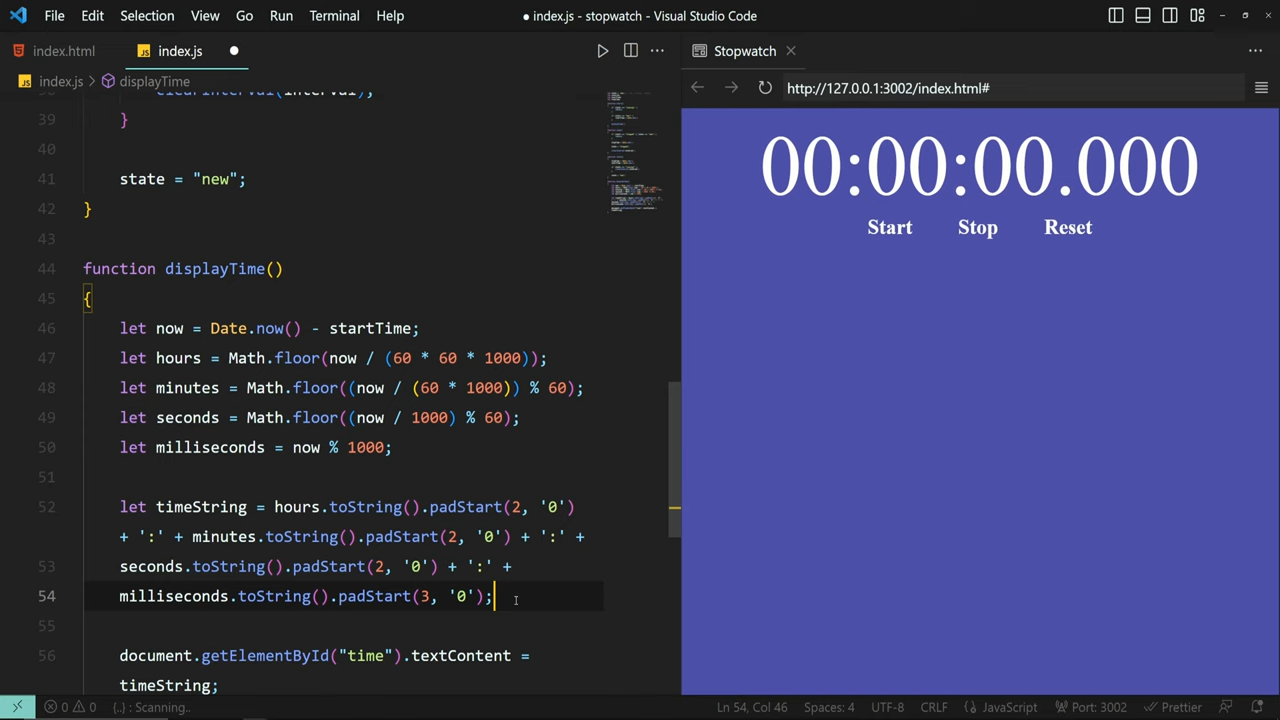 File Edit Selection View Go Run Terminal Help
● index.js - stopwatch - Visual Studio Code
index.html
JS index.js
Stopwatch
index.js > displayTime
http://127.0.0.1:3002/index.html#
38 clearInterval(interval);
39 }
40
41 state = "new";
42 }
43
44 function displayTime()
45 {
46 let now = Date.now() - startTime;
47 let hours = Math.floor(now / (60 * 60 * 1000));
48 let minutes = Math.floor((now / (60 * 1000)) % 60);
49 let seconds = Math.floor((now / 1000) % 60);
50 let milliseconds = now % 1000;
51
52 let timeString = hours.toString().padStart(2, '0')
+ ':' + minutes.toString().padStart(2, '0') + ':' +
53 seconds.toString().padStart(2, '0') + ':' +
54 milliseconds.toString().padStart(3, '0');
55
56 document.getElementById("time").textContent =
timeString;
00:00:00.000
Start Stop Reset
0 0 {..} : Scanning..
Ln 54, Col 46 Spaces: 4 UTF-8 CRLF {} JavaScript Port: 3002 Prettier